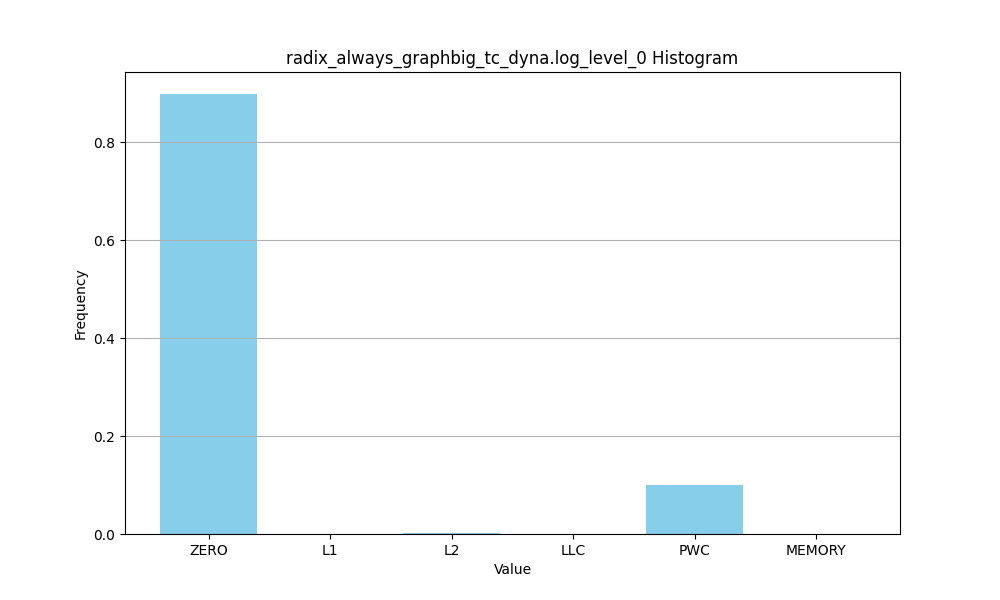 radix_always_graphbig_tc_dyna.log_level_0 Histogram
Frequency
0.8
0.6
0.4
0.2
0.0
ZERO L1 L2 LLC PWC MEMORY
Value